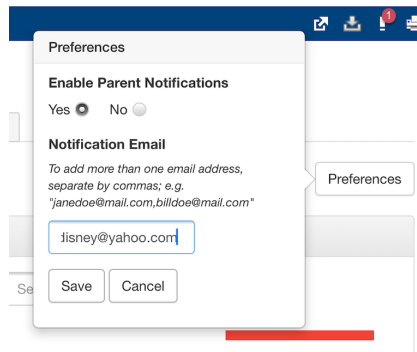 1
Preferences
Enable Parent Notifications
Yes No
Notification Email
To add more than one email address,
separate by commas; e.g.
"janedoe@mail.com,billdoe@mail.com"
Preferences
disney@yahoo.com
Se
Save Cancel